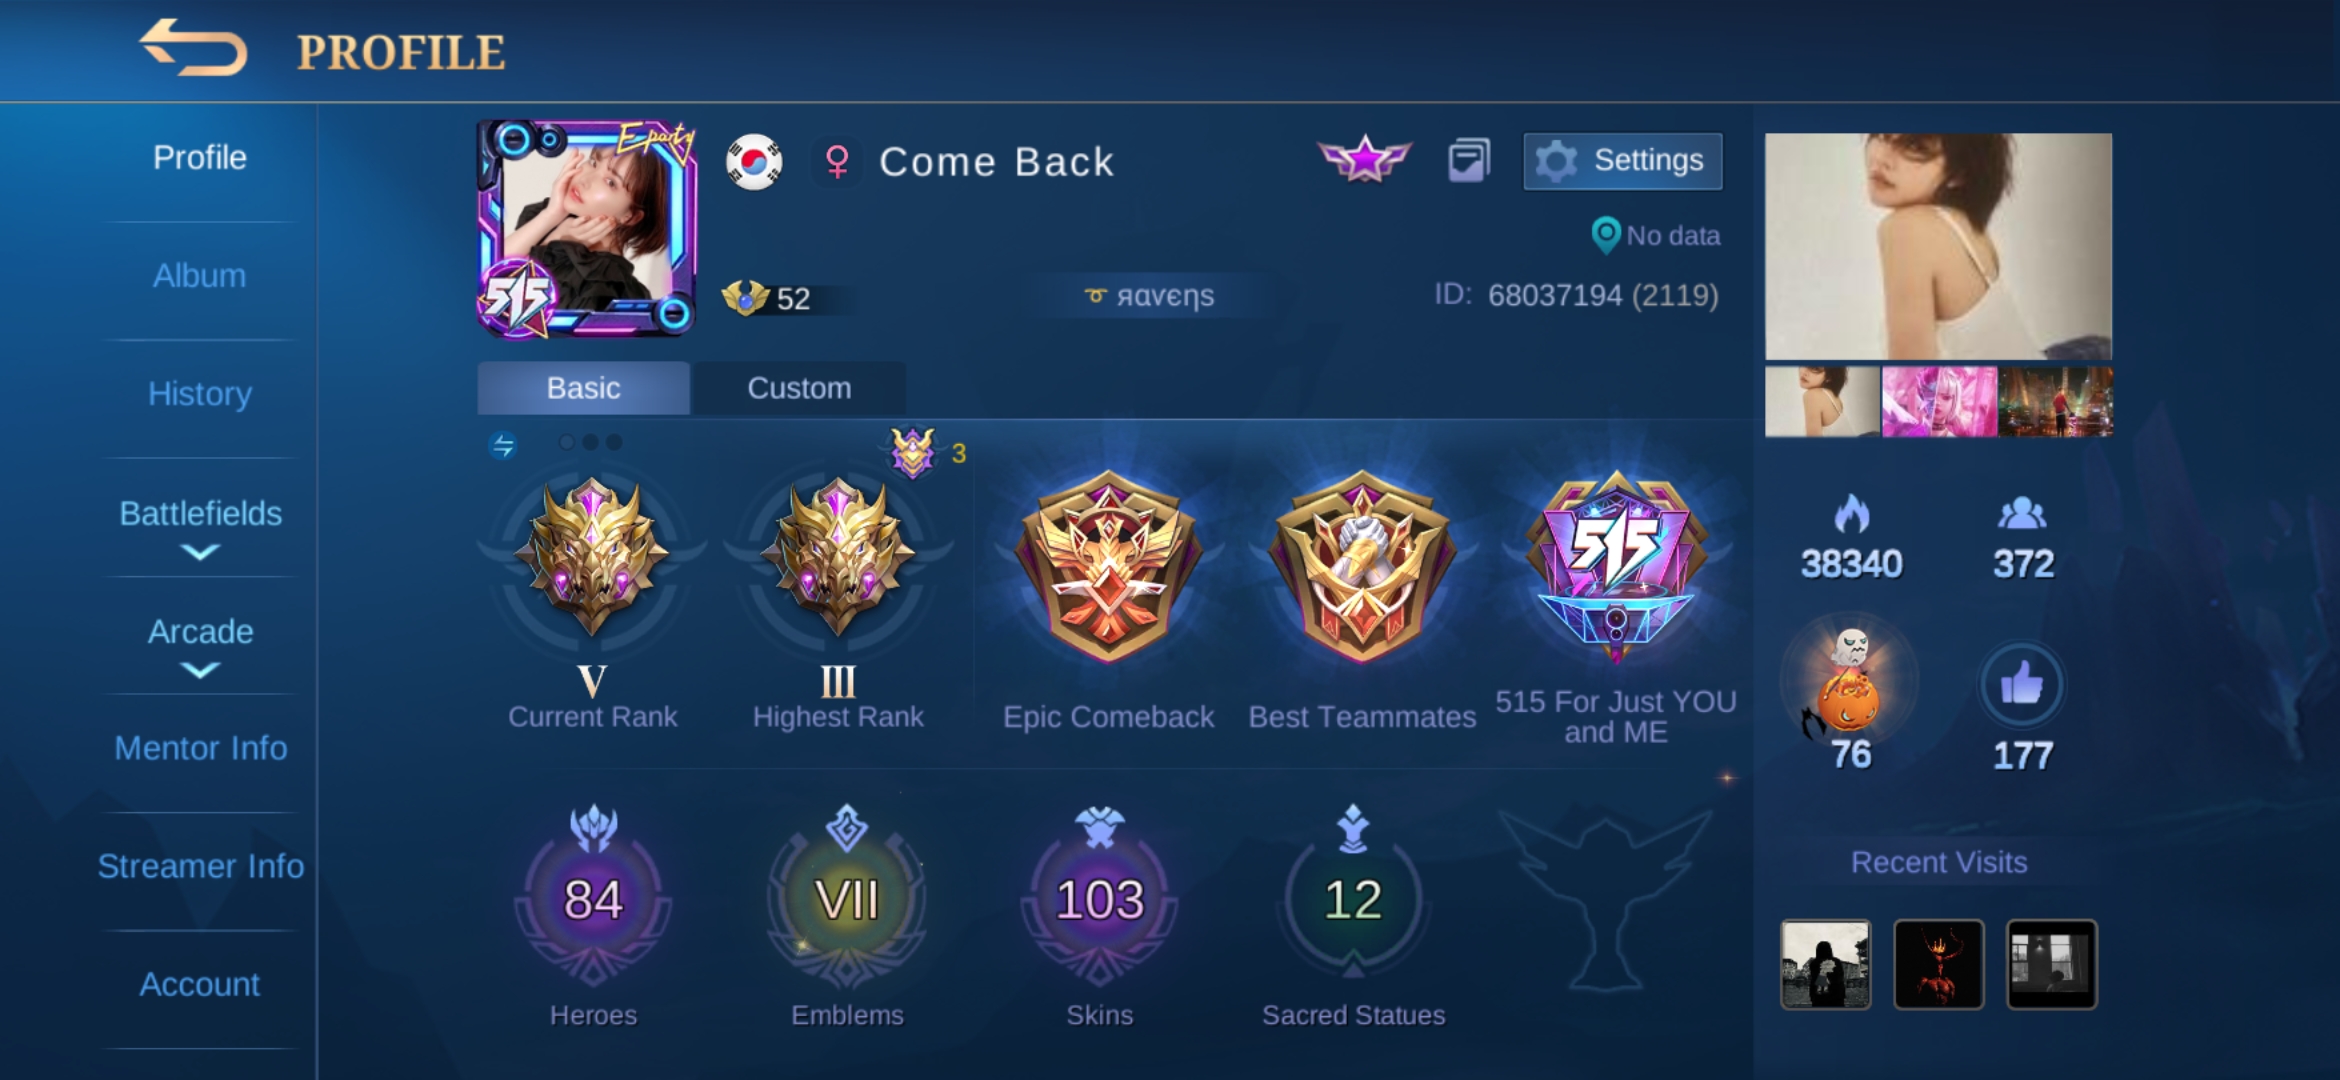 PROFILE
Profile
Album
History
Battlefields
Arcade
Mentor Info
Streamer Info
Account
E party
515
Come Back
Settings
No data
52
яανєηs
ID: 68037194 (2119)
Basic
Custom
3
V
Current Rank
III
Highest Rank
Epic Comeback
Best Teammates
515
515 For Just YOU
and ME
84
Heroes
VII
Emblems
103
Skins
12
Sacred Statues
38340
372
76
177
Recent Visits